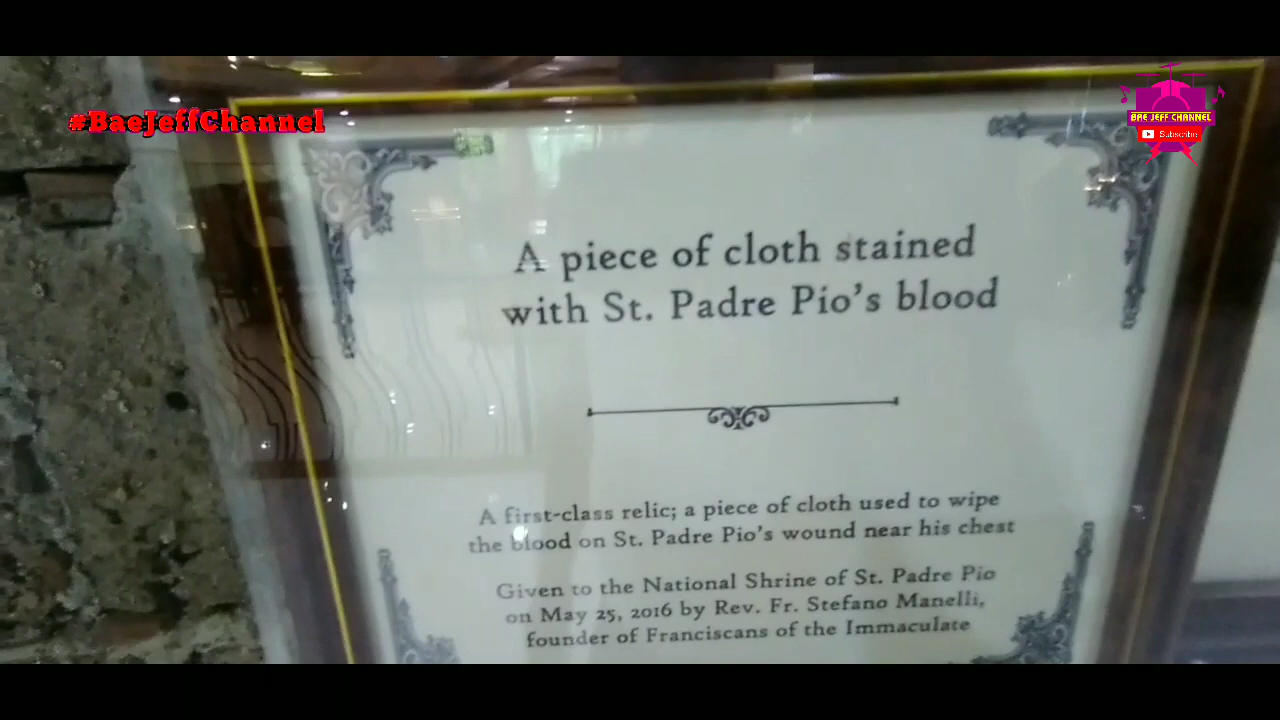 #BaeJeffChannel
BAE JEFF CHANNEL
Subscribe
A piece of cloth stained
with St. Padre Pio's blood
A first-class relic; a piece of cloth used to wipe
the blood on St. Padre Pio's wound near his chest
Given to the National Shrine of St. Padre Pio
on May 25, 2016 by Rev. Fr. Stefano Manelli,
founder of Franciscans of the Immaculate